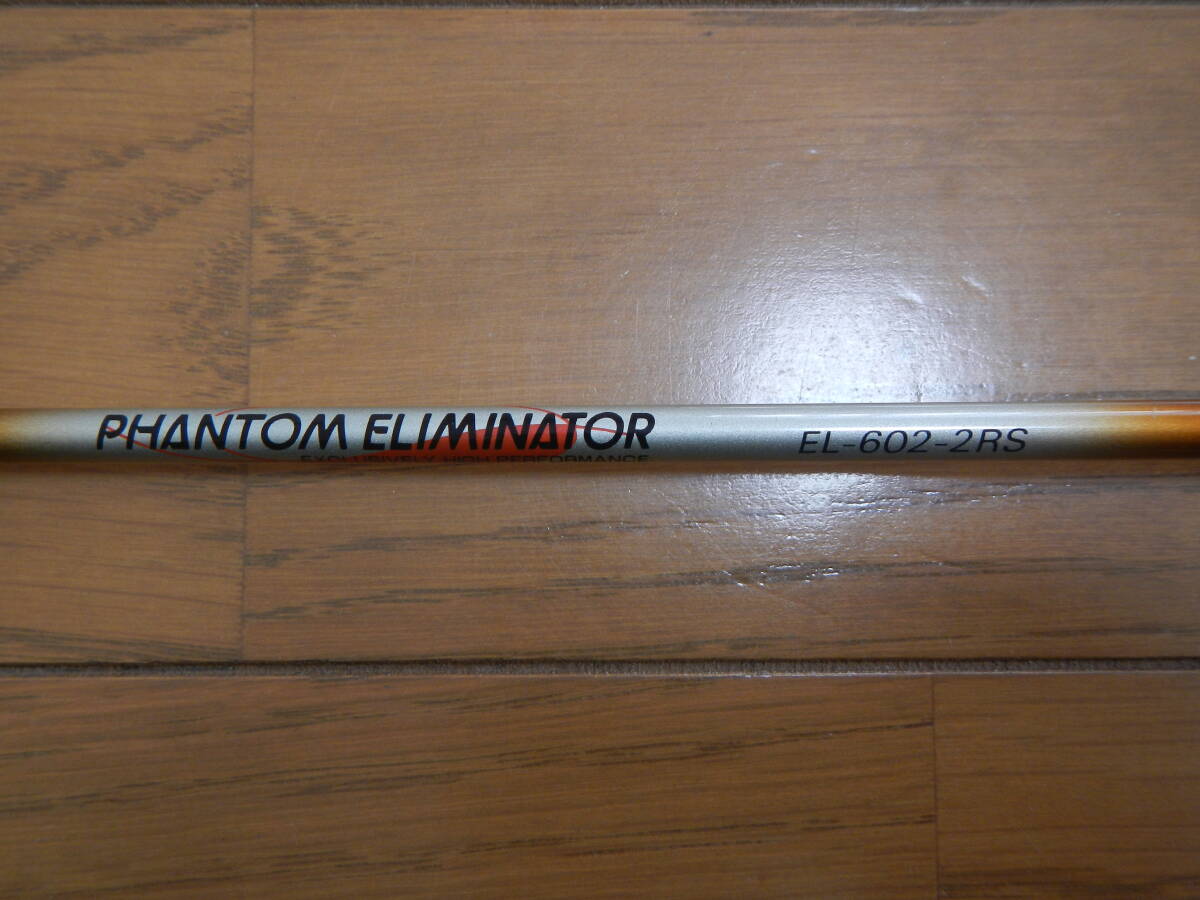 PHANTOM ELIMINATOR
EXCLUSIVELY HIGH PERFORMANCE
EL-602-2RS